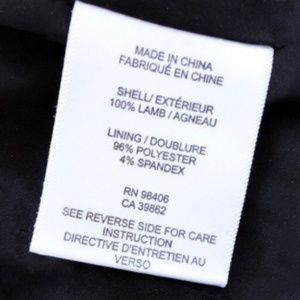 MADE IN CHINA
FABRIQUÉ EN CHINE
SHELL/ EXTÉRIEUR
100% LAMB / AGNEAU
LINING / DOUBLURE
96% POLYESTER
4% SPANDEX
RN 98406
CA 39862
SEE REVERSE SIDE FOR CARE
INSTRUCTION
DIRECTIVE D'ENTRETIEN AU
VERSO